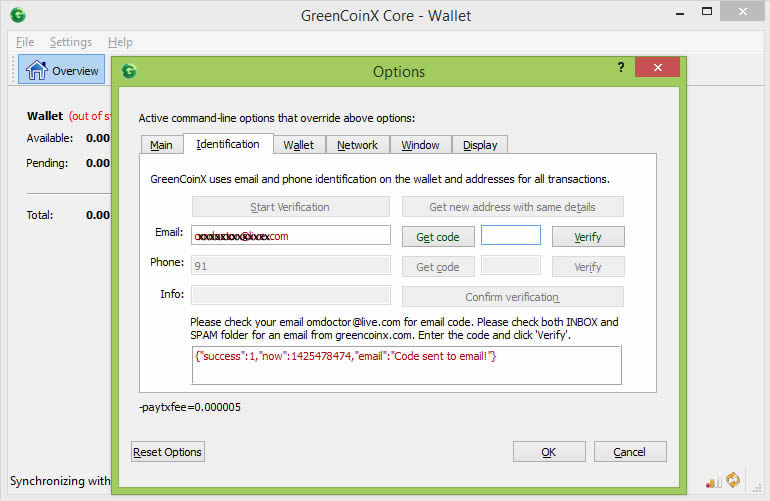 GreenCoinX Core - Wallet
File Settings Help
Overview
Options
?
Wallet (out of
Available: 0.00
Pending: 0.00
Total: 0.00
Active command-line options that override above options:
Main Identification Wallet Network Window Display
GreenCoinX uses email and phone identification on the wallet and addresses for all transactions.
Start Verification Get new address with same details
Email: Get code Verify
Phone: 91 Get code Verify
Info: Confirm verification
Please check your email omdoctor@live.com for email code. Please check both INBOX and
SPAM folder for an email from greencoinx.com. Enter the code and click 'Verify'.
{"success":1,"now":1425478474,"email":"Code sent to email!"}
-paytxfee=0.000005
Reset Options OK Cancel
Synchronizing with